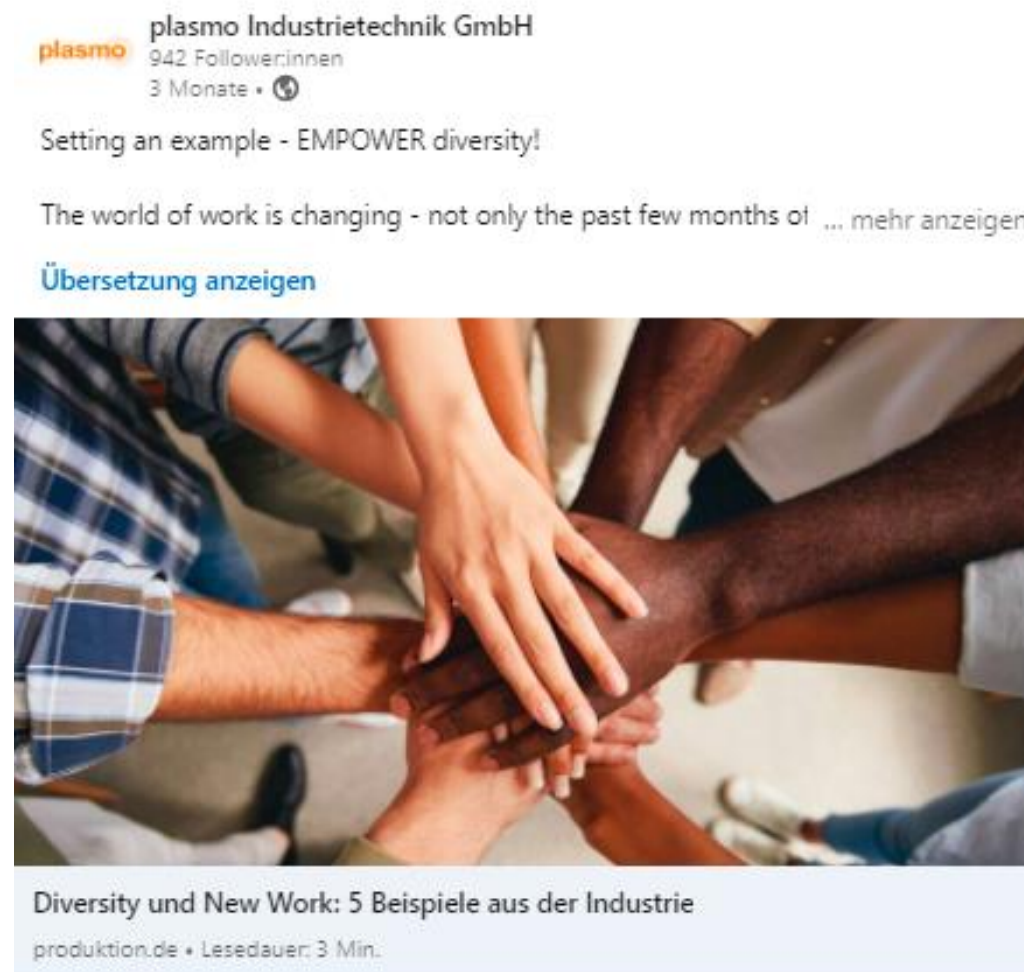 plasmo
plasmo Industrietechnik GmbH
942 Follower:innen
3 Monate •
Setting an example - EMPOWER diversity!
The world of work is changing - not only the past few months of ... mehr anzeigen
Übersetzung anzeigen
Diversity und New Work: 5 Beispiele aus der Industrie
produktion.de • Lesedauer: 3 Min.